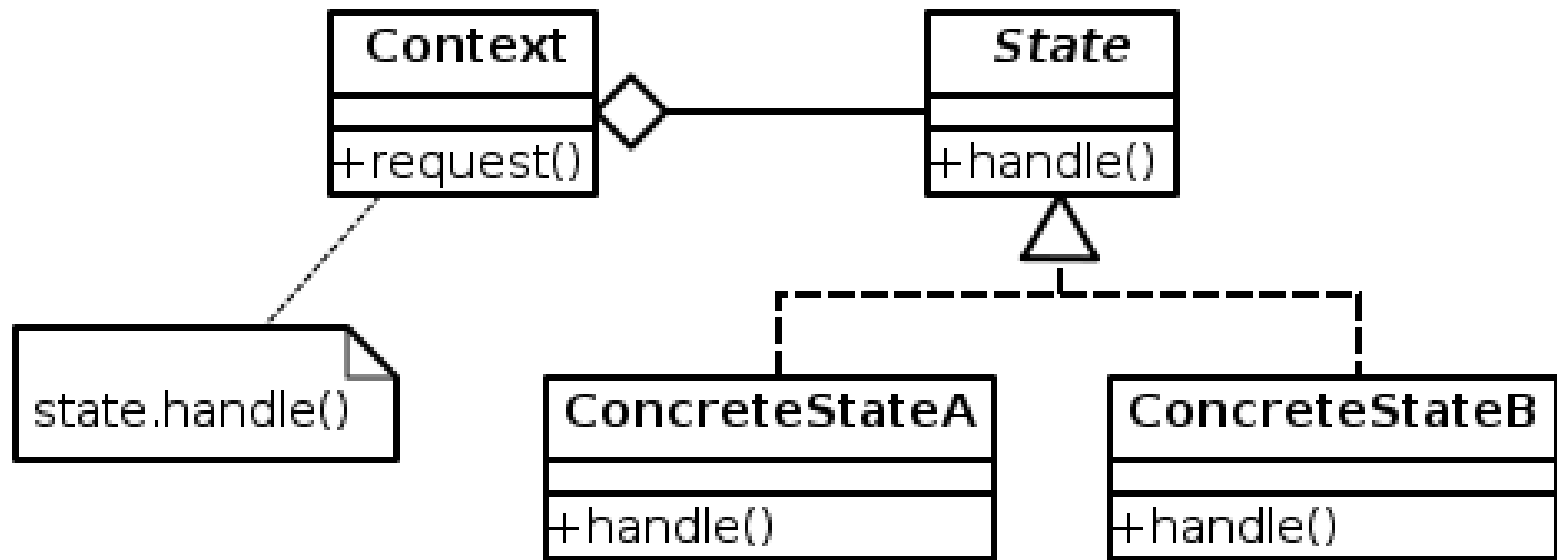 Context
State
+request()
+handle()
state.handle()
ConcreteStateA
ConcreteStateB
+handle()
+handle()